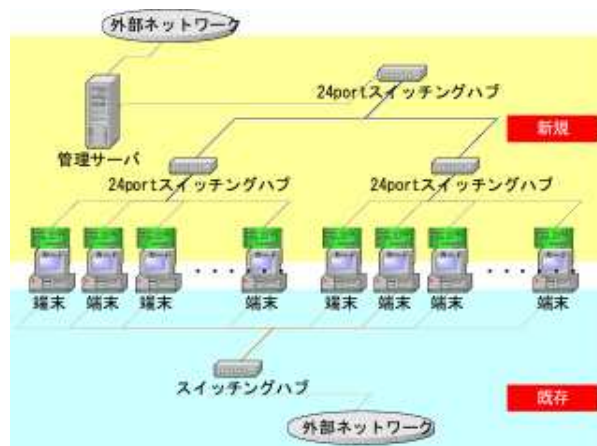 外部ネットワーク
24portスイッチングハブ
新規
管理サーバ
24portスイッチングハブ
24portスイッチングハブ
端末
端末
端末
・・・
端末
端末
端末
端末
・・・
端末
スイッチングハブ
既存
外部ネットワーク